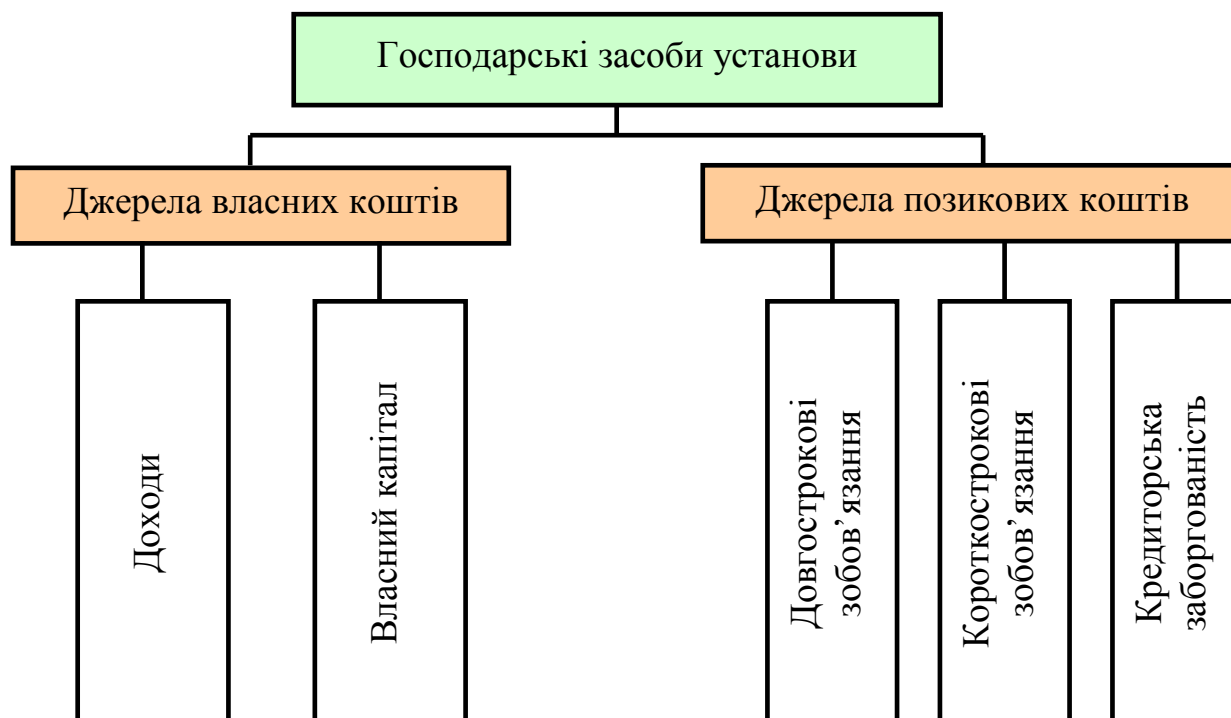 Господарські засоби установи
Джерела власних коштів
Джерела позикових коштів
Доходи
Власний капітал
Довгострокові
зобов’язання
Короткострокові
зобов’язання
Кредиторська
заборгованість